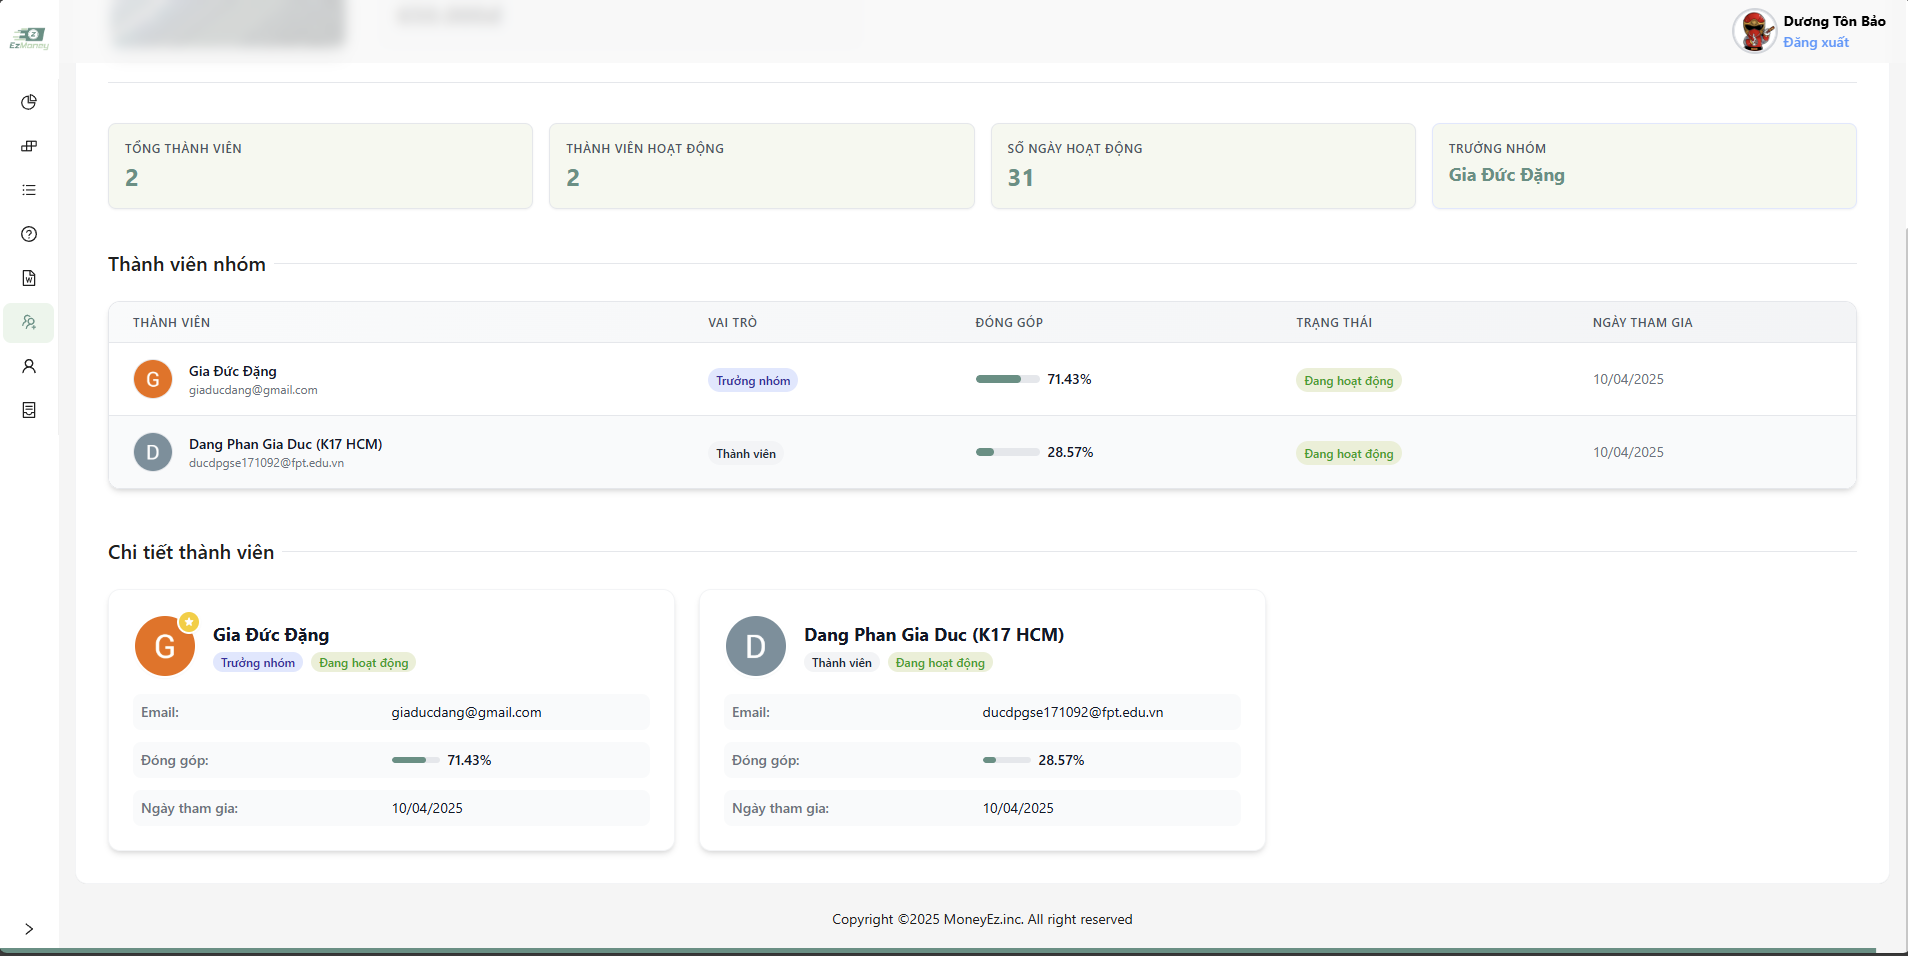 EzMoney
Dương Tôn Bảo
Đăng xuất
TỔNG THÀNH VIÊN
2
THÀNH VIÊN HOẠT ĐỘNG
2
SỐ NGÀY HOẠT ĐỘNG
31
TRƯỞNG NHÓM
Gia Đức Đặng
Thành viên nhóm
THÀNH VIÊN VAI TRÒ ĐÓNG GÓP TRẠNG THÁI NGÀY THAM GIA
G Gia Đức Đặng
giaducdang@gmail.com
Trưởng nhóm 71.43% Đang hoạt động 10/04/2025
D Dang Phan Gia Duc (K17 HCM)
ducdpgse171092@fpt.edu.vn
Thành viên 28.57% Đang hoạt động 10/04/2025
Chi tiết thành viên
G Gia Đức Đặng
Trưởng nhóm Đang hoạt động
Email: giaducdang@gmail.com
Đóng góp: 71.43%
Ngày tham gia: 10/04/2025
D Dang Phan Gia Duc (K17 HCM)
Thành viên Đang hoạt động
Email: ducdpgse171092@fpt.edu.vn
Đóng góp: 28.57%
Ngày tham gia: 10/04/2025
Copyright ©2025 MoneyEz.inc. All right reserved